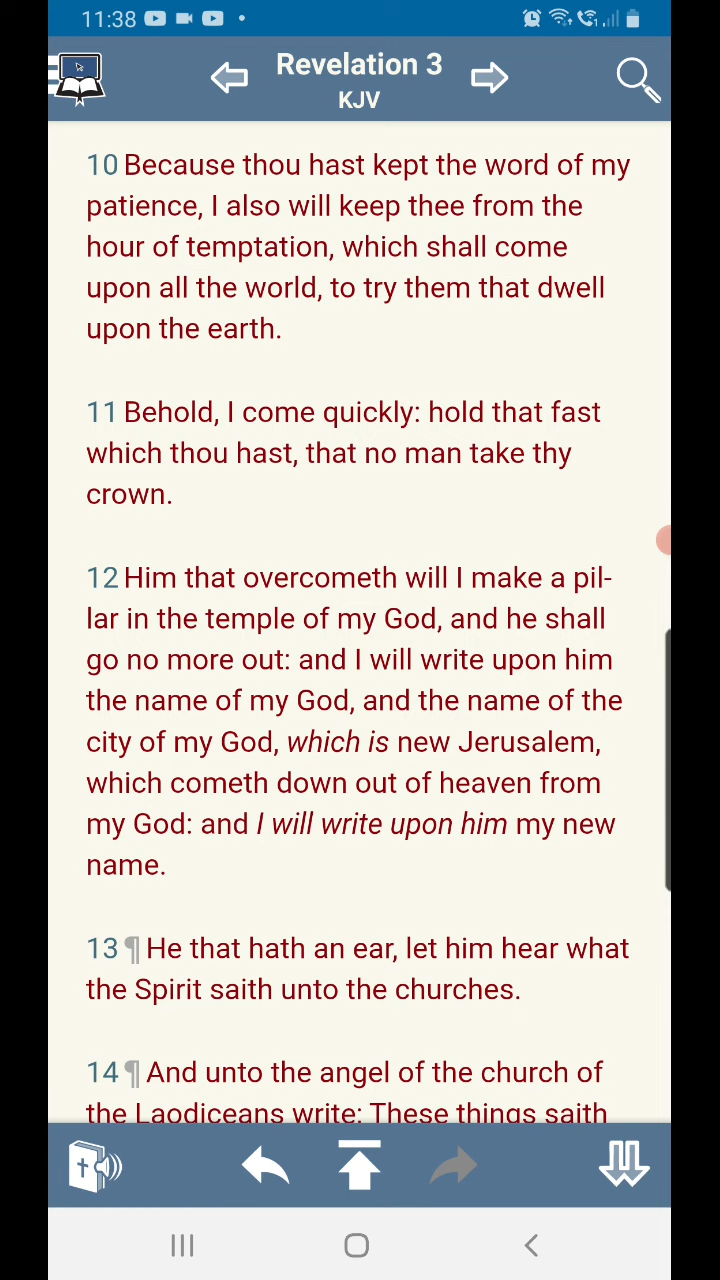 11:38
Revelation 3
KJV
10 Because thou hast kept the word of my
patience, I also will keep thee from the
hour of temptation, which shall come
upon all the world, to try them that dwell
upon the earth.
11 Behold, I come quickly: hold that fast
which thou hast, that no man take thy
crown.
12 Him that overcometh will I make a pil-
lar in the temple of my God, and he shall
go no more out: and I will write upon him
the name of my God, and the name of the
city of my God, which is new Jerusalem,
which cometh down out of heaven from
my God: and I will write upon him my new
name.
13 ¶ He that hath an ear, let him hear what
the Spirit saith unto the churches.
14 ¶ And unto the angel of the church of
the Laodiceans write; These things saith